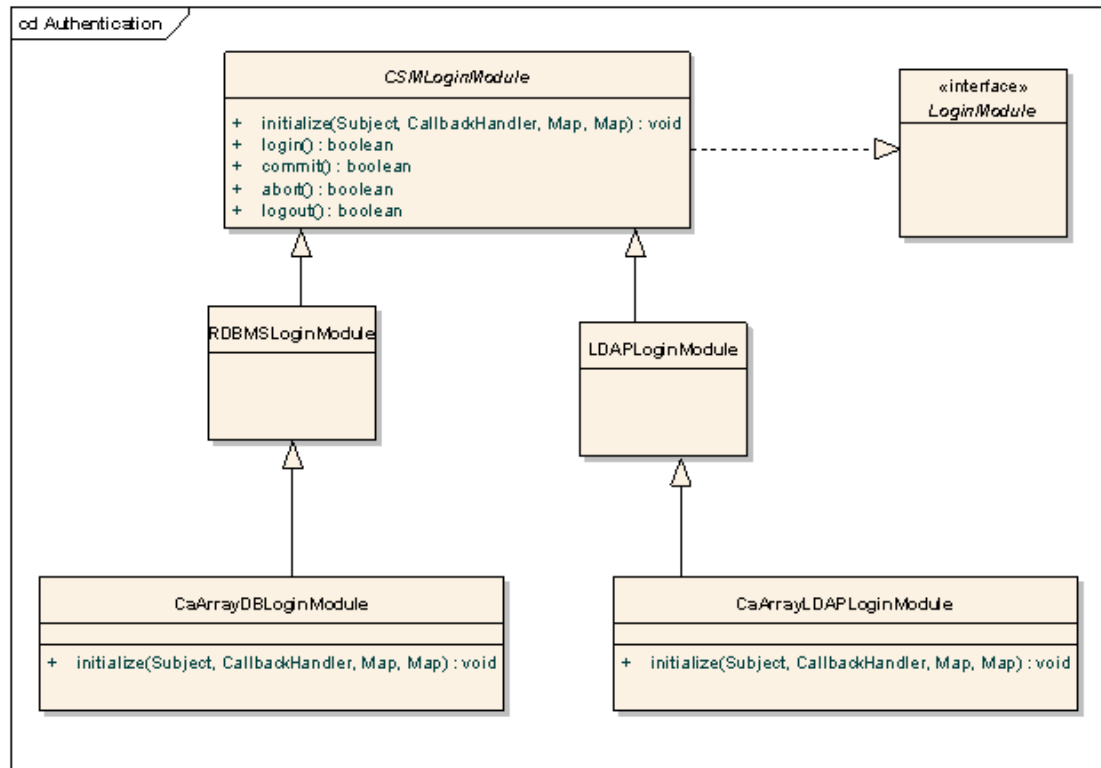 cd Authentication
CSMLoginModule
+ initialize(Subject, CallbackHandler, Map, Map) : void
+ login() : boolean
+ commit() : boolean
+ abort() : boolean
+ logout() : boolean
«interface»
LoginModule
RDBMSLoginModule
LDAPLoginModule
CaArrayDBLoginModule
+ initialize(Subject, CallbackHandler, Map, Map) : void
CaArrayLDAPLoginModule
+ initialize(Subject, CallbackHandler, Map, Map) : void